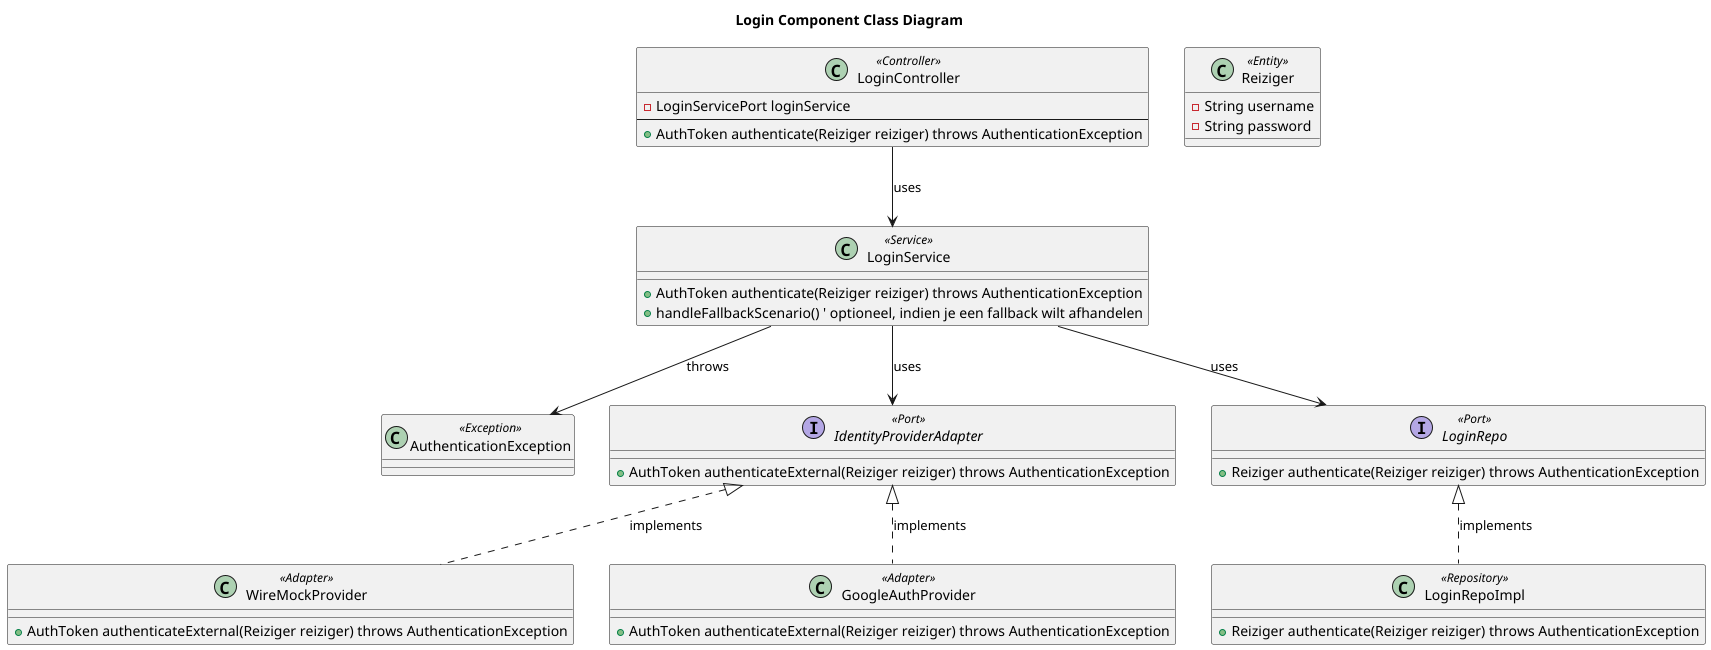 Login Component Class Diagram
«Controller»
C LoginController
LoginServicePort loginService
AuthToken authenticate(Reiziger reiziger) throws AuthenticationException
«Entity»
C Reiziger
String username
String password
uses
«Service»
C LoginService
AuthToken authenticate(Reiziger reiziger) throws AuthenticationException
handleFallbackScenario() ' optioneel, indien je een fallback wilt afhandelen
throws
uses
uses
«Exception»
C AuthenticationException
«Port»
I IdentityProviderAdapter
AuthToken authenticateExternal(Reiziger reiziger) throws AuthenticationException
«Port»
I LoginRepo
Reiziger authenticate(Reiziger reiziger) throws AuthenticationException
implements
implements
implements
«Adapter»
C WireMockProvider
AuthToken authenticateExternal(Reiziger reiziger) throws AuthenticationException
«Adapter»
C GoogleAuthProvider
AuthToken authenticateExternal(Reiziger reiziger) throws AuthenticationException
«Repository»
C LoginRepoImpl
Reiziger authenticate(Reiziger reiziger) throws AuthenticationException